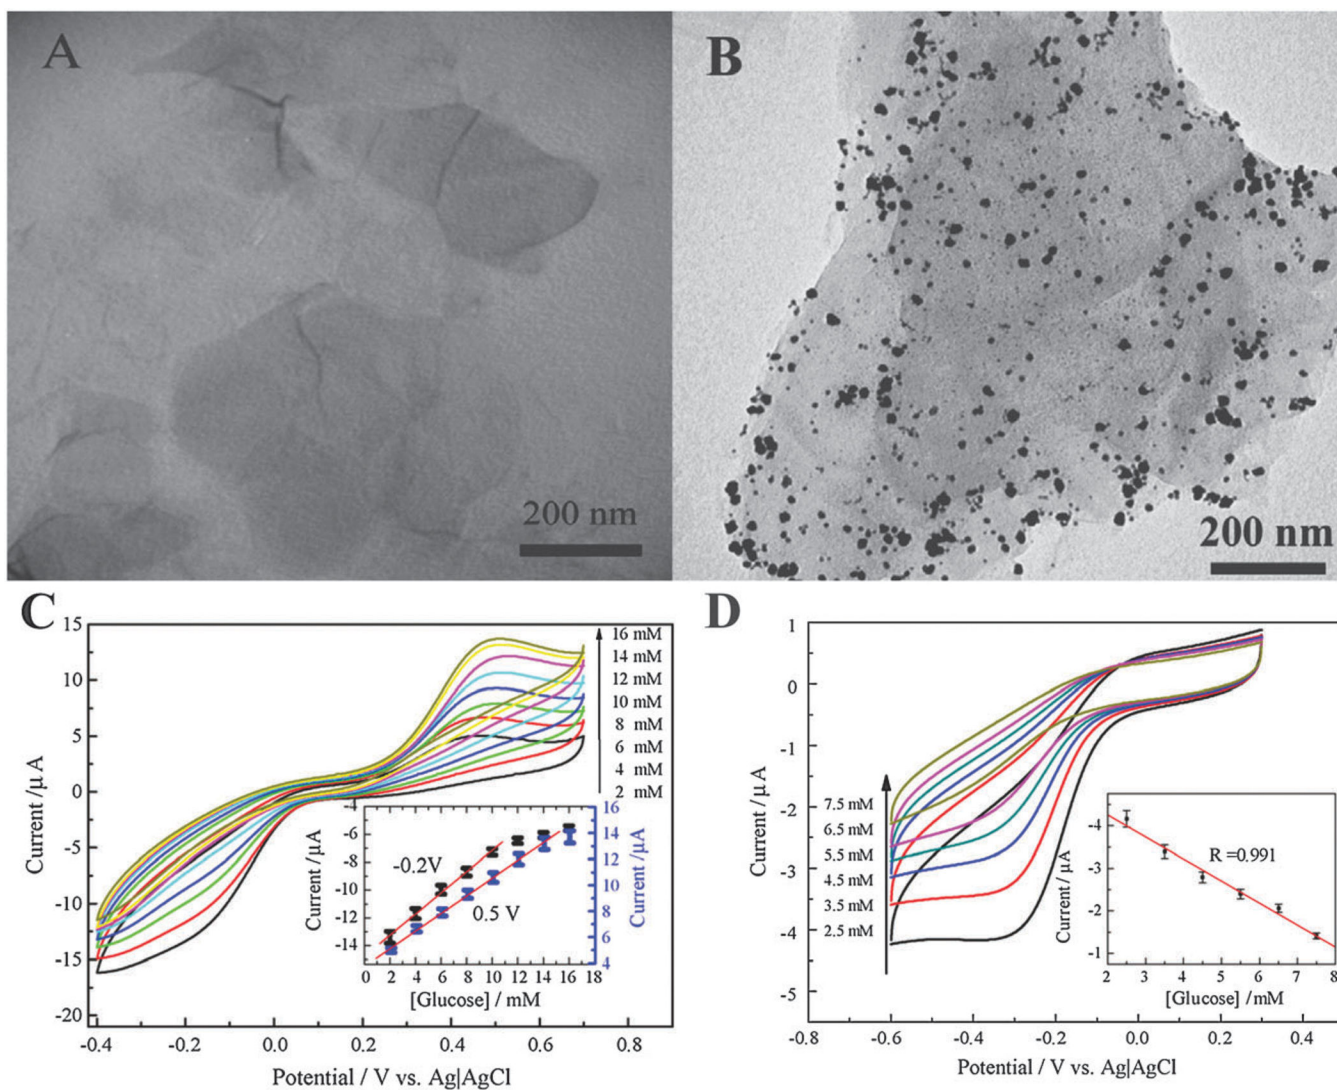 A
200 nm
B
200 nm
C
15
10
5
0
-5
-10
-15
-20
Current /µ A
-0.4
-0.2
0.0
0.2
0.4
0.6
0.8
Potential / V vs. Ag|AgCl
16 mM
14 mM
12 mM
10 mM
8 mM
6 mM
4 mM
2 mM
-4
-6
-8
-10
-12
-14
Current /µA
16
14
12
10
8
6
4
Current /µA
-0.2V
0.5 V
0 2 4 6 8 10 12 14 16 18
[Glucose] / mM
D
1
0
-1
-2
-3
-4
-5
Current /µ A
-0.8
-0.4
0.0
0.4
Potential / V vs. Ag|AgCl
7.5 mM
6.5 mM
5.5 mM
4.5 mM
3.5 mM
2.5 mM
-4
-3
-2
-1
Current /µA
R =0.991
2 3 4 5 6 7 8
[Glucose] / mM